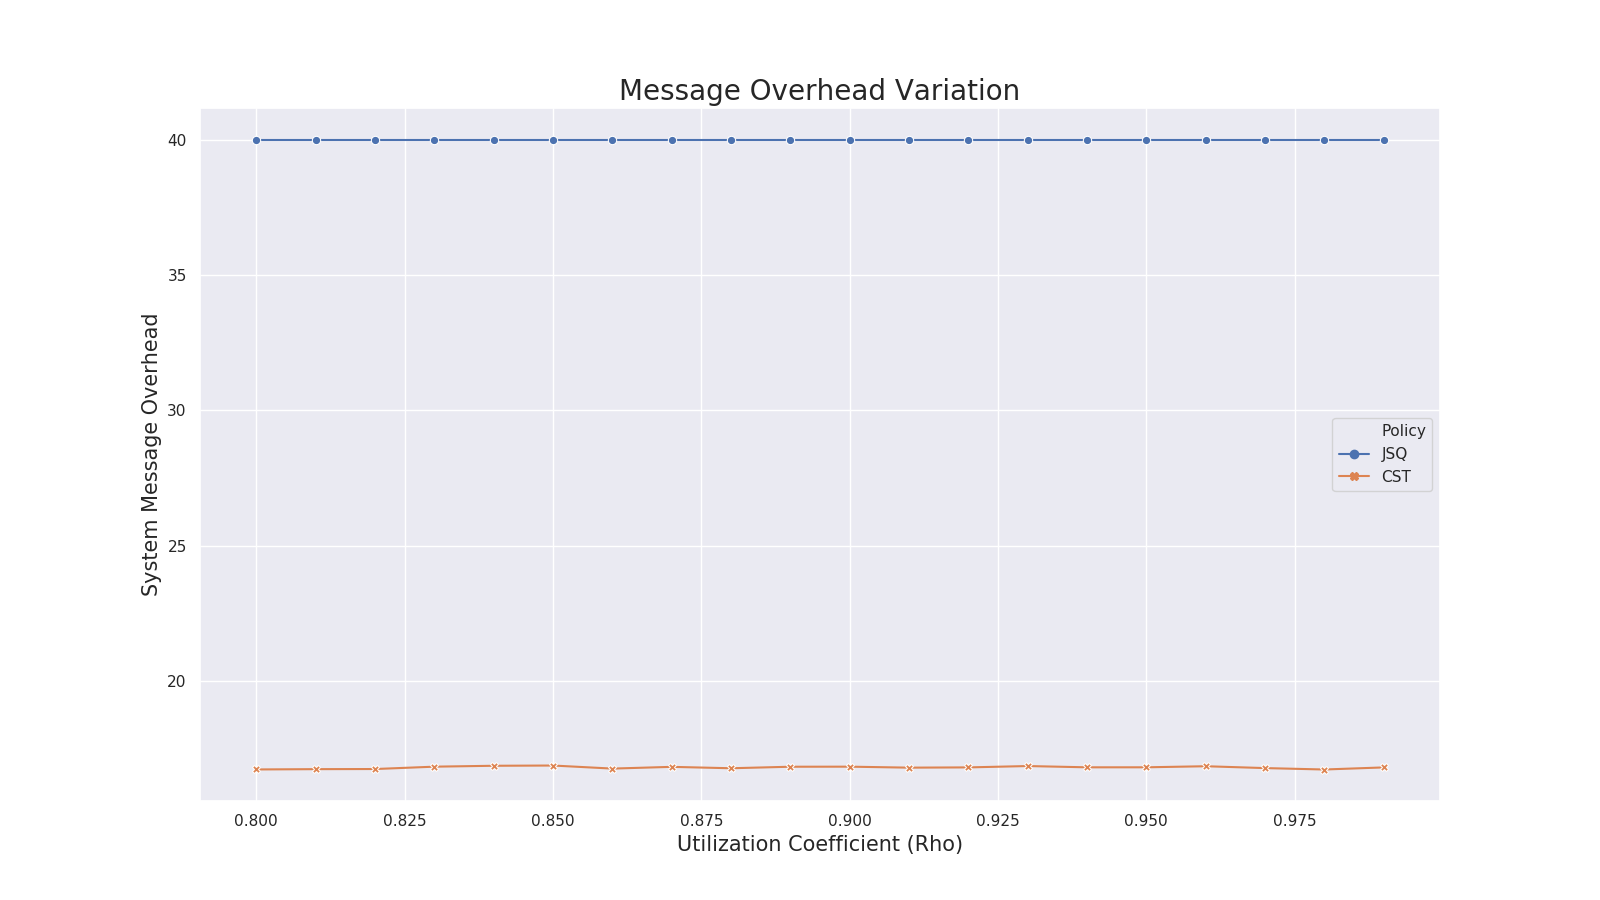 Message Overhead Variation
System Message Overhead
40
35
30
25
20
Policy
JSQ
CST
0.800 0.825 0.850 0.875 0.900 0.925 0.950 0.975
Utilization Coefficient (Rho)